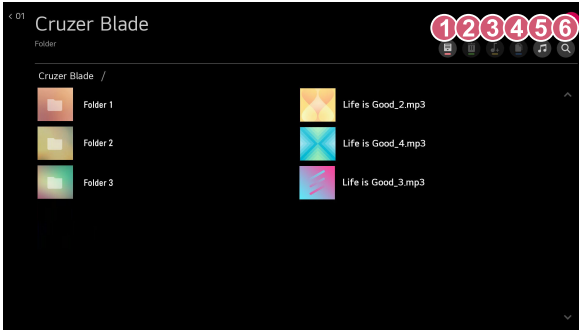 < 01
Cruzer Blade
Folder
1 2 3 4 5 6
Cruzer Blade /
Folder 1
Life is Good_2.mp3
Folder 2
Life is Good_4.mp3
Folder 3
Life is Good_3.mp3